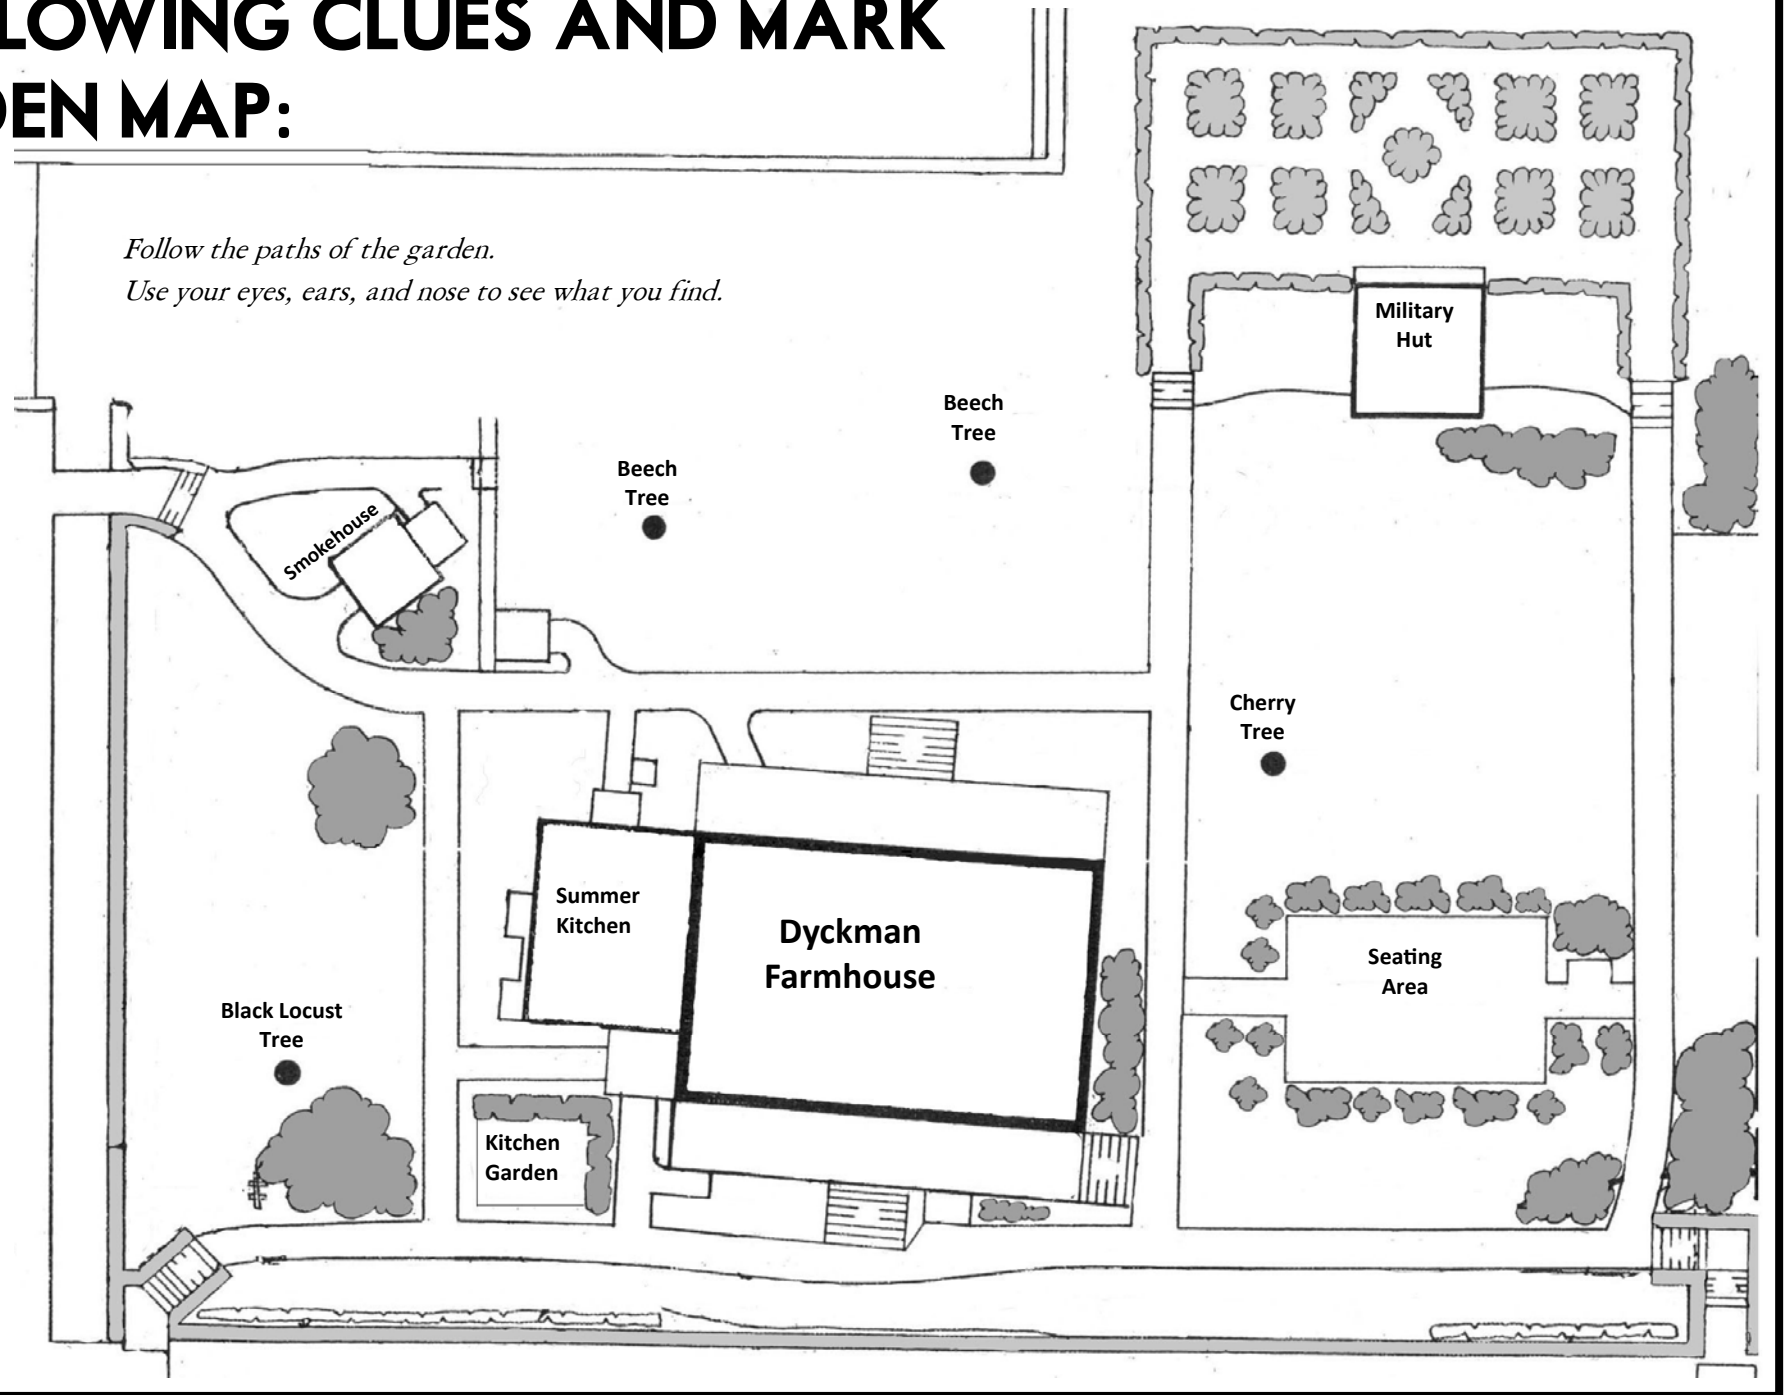 LOWING CLUES AND MARK
DEN MAP:
Follow the paths of the garden.
Use your eyes, ears, and nose to see what you find.
Military
Hut
Beech
Tree
Beech
Tree
Smokehouse
Cherry
Tree
Summer
Kitchen
Dyckman
Farmhouse
Seating
Area
Black Locust
Tree
Kitchen
Garden